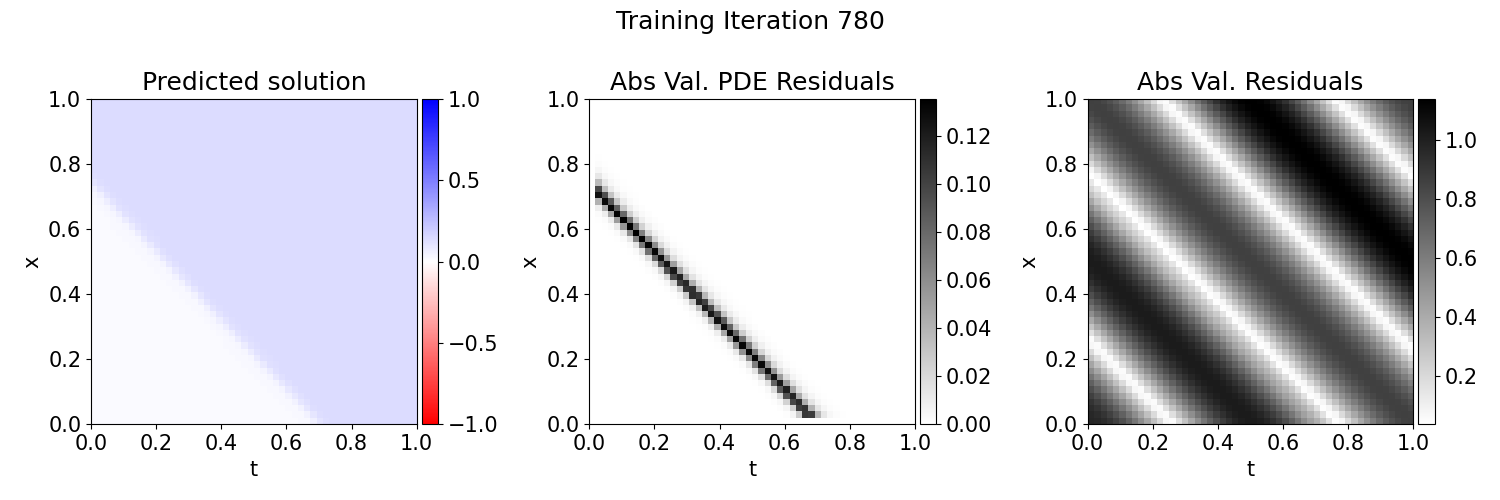 Training Iteration 780
Predicted solution
Abs Val. PDE Residuals
Abs Val. Residuals
1.0
0.8
0.6
0.4
0.2
0.0
x
0.0 0.2 0.4 0.6 0.8 1.0
t
1.0
0.5
0.0
−0.5
−1.0
1.0
0.8
0.6
0.4
0.2
0.0
x
0.0 0.2 0.4 0.6 0.8 1.0
t
0.12
0.10
0.08
0.06
0.04
0.02
0.00
1.0
0.8
0.6
0.4
0.2
0.0
x
0.0 0.2 0.4 0.6 0.8 1.0
t
1.0
0.8
0.6
0.4
0.2